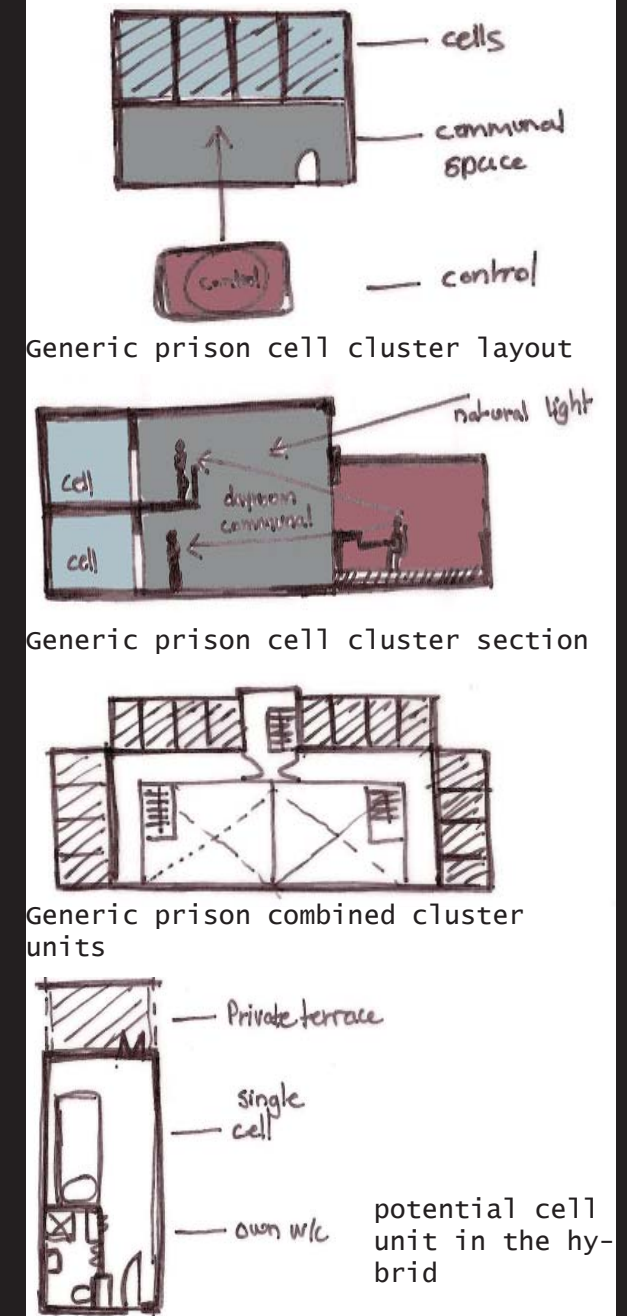 cells
communal
space
control
control
Generic prison cell cluster layout
natural light
cell
dayroom
communal
cell
Generic prison cell cluster section
Generic prison combined cluster
units
Private terrace
single
cell
own w/c
potential cell
unit in the hy-
brid